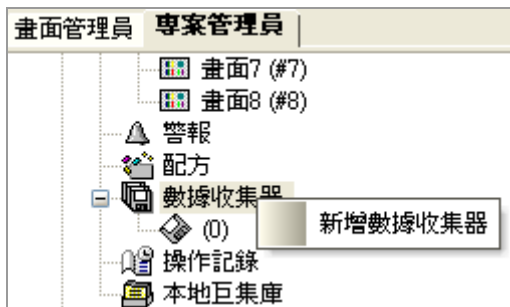 畫面管理員 專案管理員
畫面7 (#7)
畫面8 (#8)
警報
配方
數據收集器
(0)
新增數據收集器
操作記錄
本地巨集庫